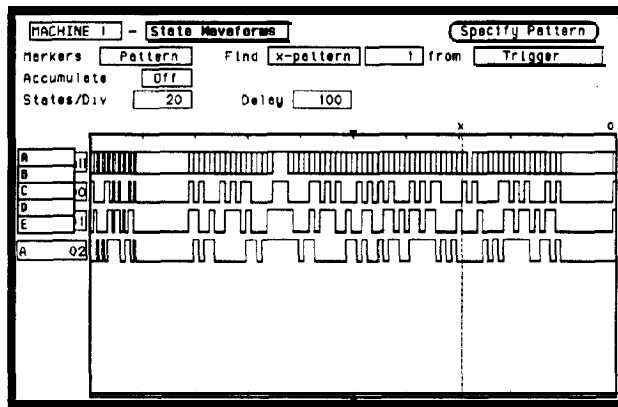 MACHINE 1 - State Waveforms Specify Pattern
Markers Pattern Find x-pattern 1 from Trigger
Accumulate Off
States/Div 20 Delay 100
x o
A
B
C
D
E
A 02